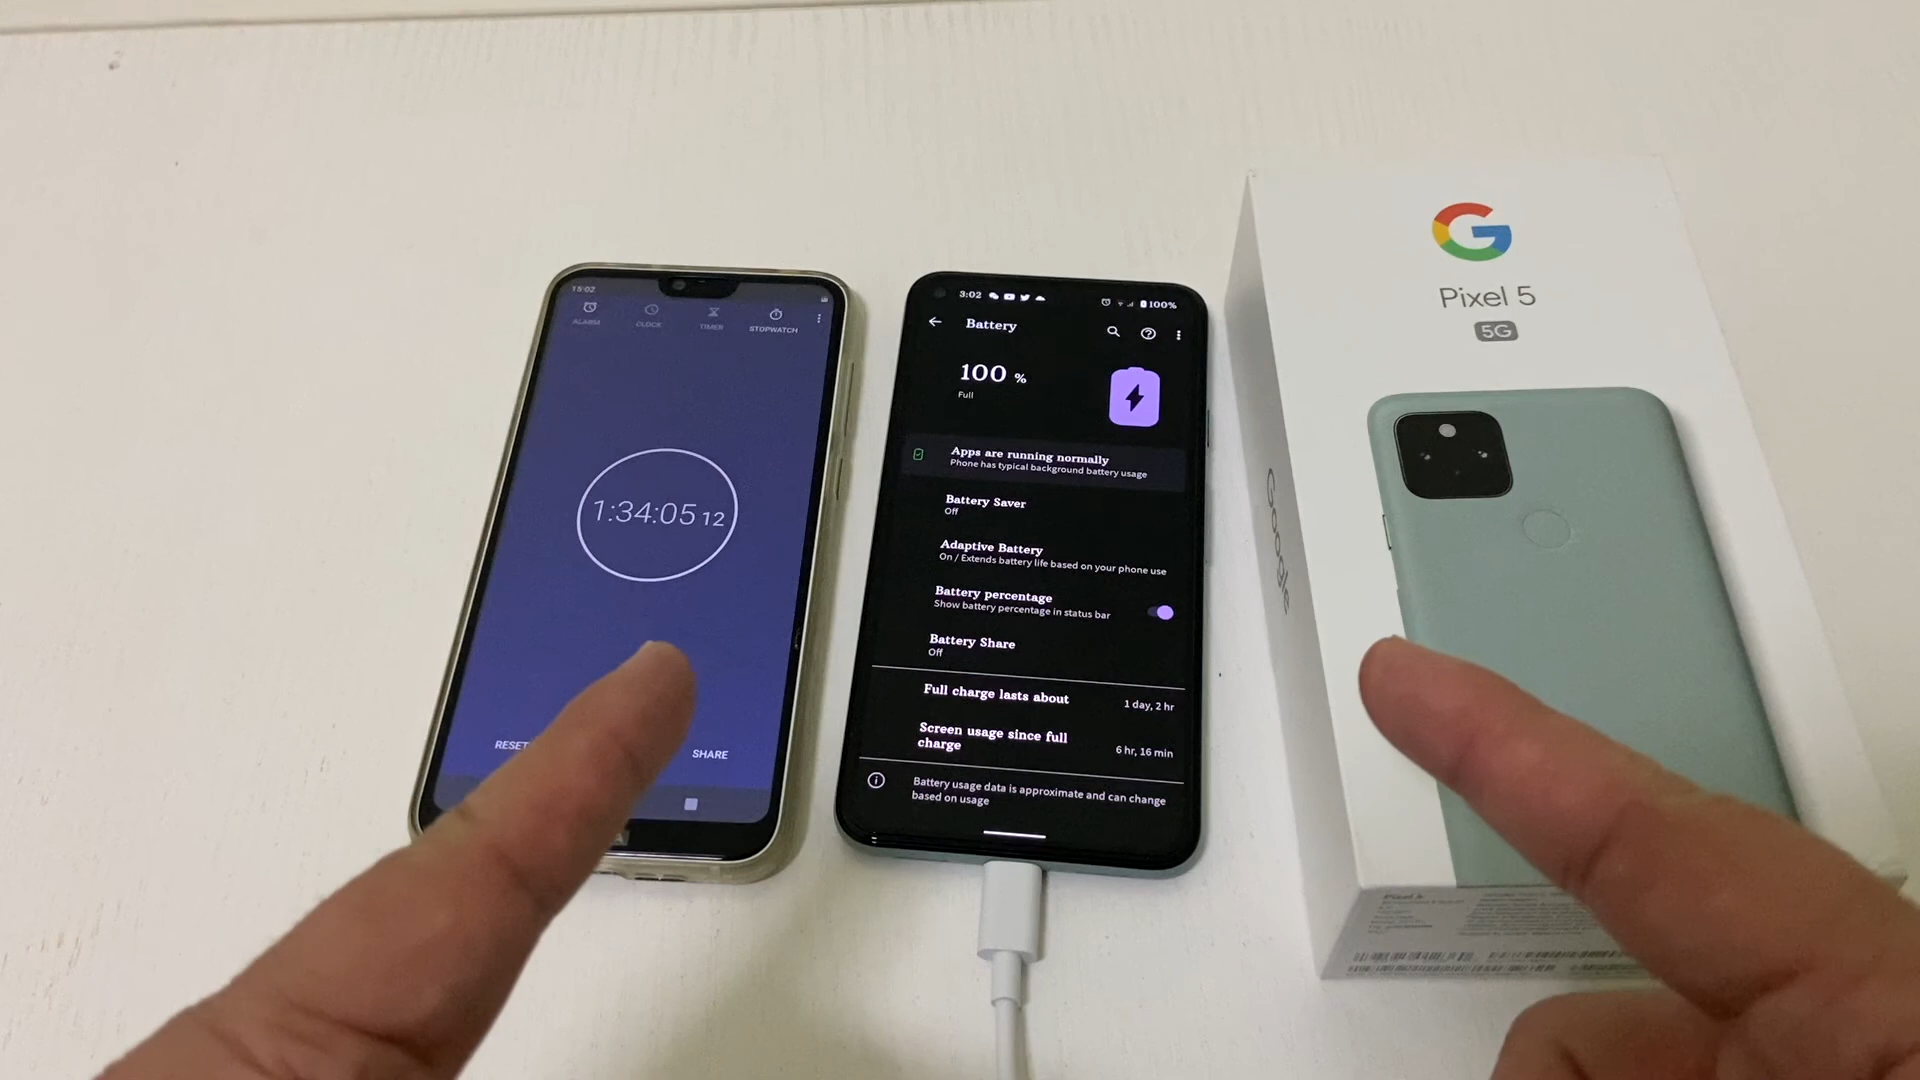 15:02
ALARM
CLOCK
TIMER
STOPWATCH
1:34:05 12
RESET
SHARE
3:02
100%
Battery
100 %
Full
Apps are running normally
Phone has typical background battery usage
Battery Saver
Off
Adaptive Battery
On / Extends battery life based on your phone use
Battery percentage
Show battery percentage in status bar
Battery Share
Off
Full charge lasts about
1 day, 2 hr
Screen usage since full
charge
6 hr, 16 min
Battery usage data is approximate and can change
based on usage
G
Pixel 5
5G
Google
Pixel 5